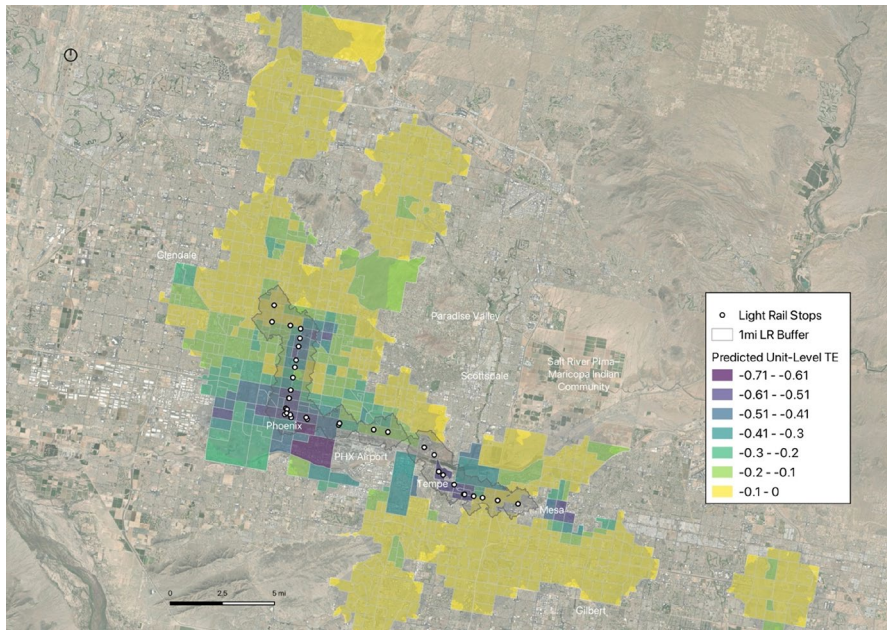 Glendale
Paradise Valley
Scottsdale
Salt River Pima-
Maricopa Indian
Community
Phoenix
PHX Airport
Tempe
Mesa
Gilbert
0 2.5 5 mi
Light Rail Stops
1mi LR Buffer
Predicted Unit-Level TE
-0.71 - -0.61
-0.61 - -0.51
-0.51 - -0.41
-0.41 - -0.3
-0.3 - -0.2
-0.2 - -0.1
-0.1 - 0